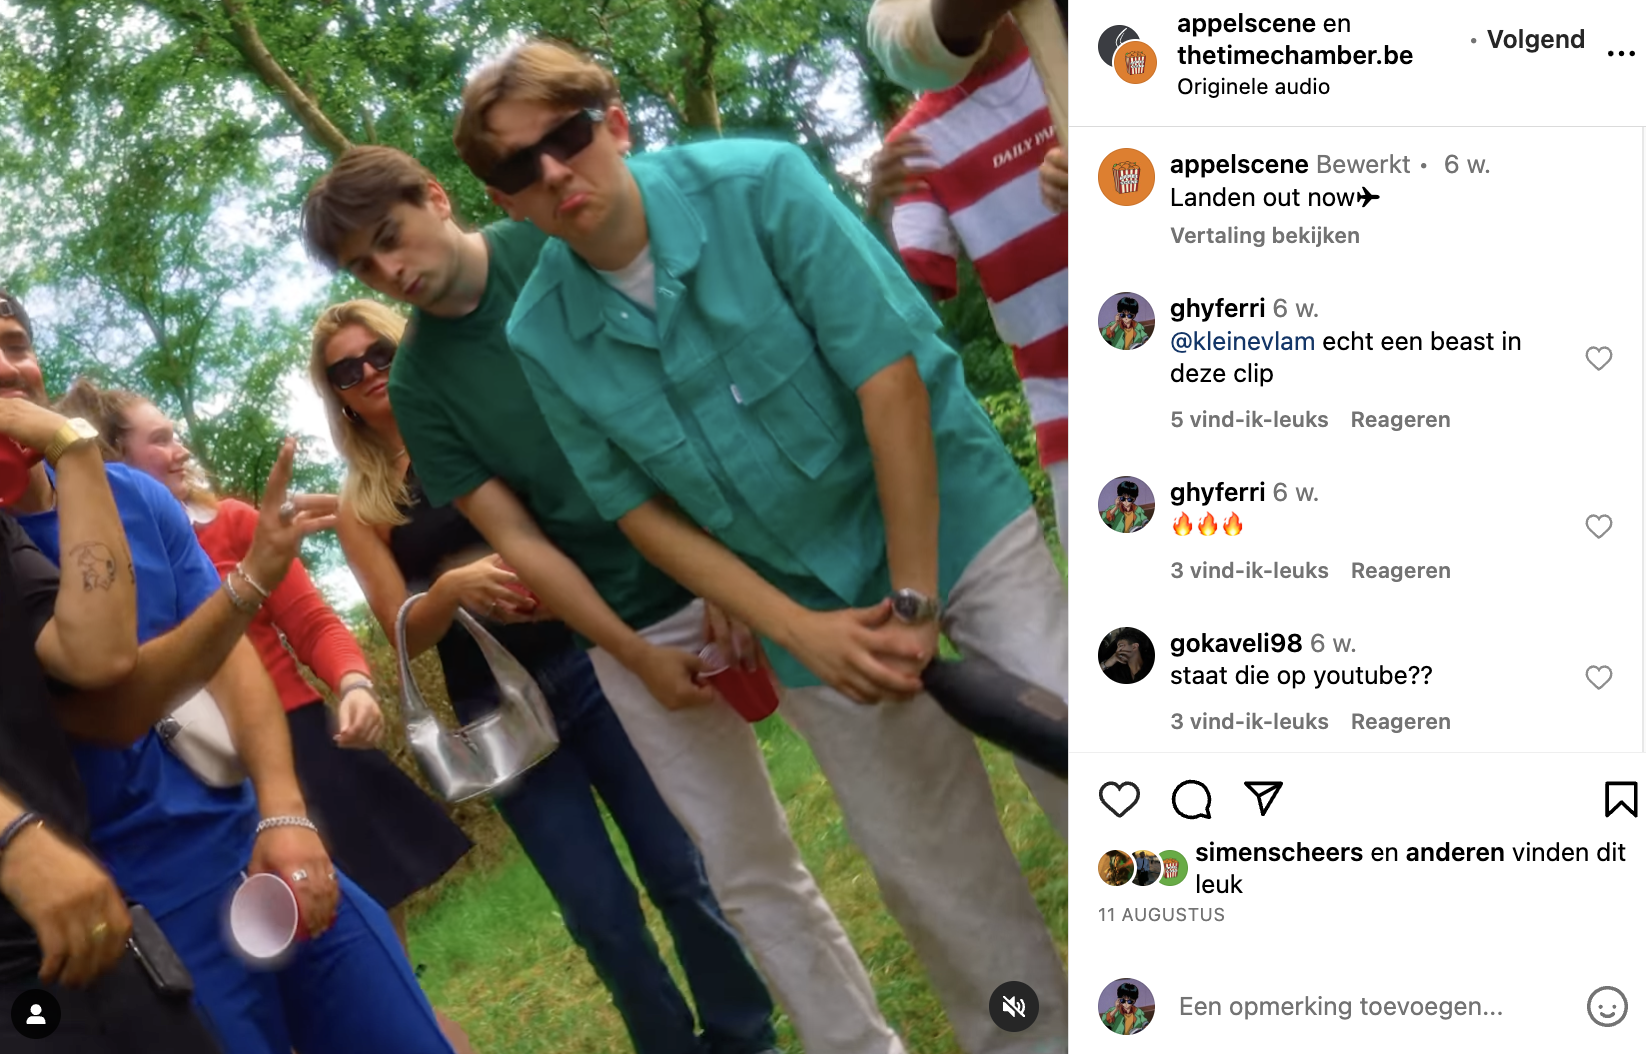 DAILY PAP
appelscene en
thetimechamber.be
• Volgend
Originele audio
appelscene Bewerkt • 6 w.
Landen out now✈
Vertaling bekijken
ghyferri 6 w.
@kleinevlam echt een beast in
deze clip
5 vind-ik-leuks Reageren
ghyferri 6 w.
🔥🔥🔥
3 vind-ik-leuks Reageren
gokaveli98 6 w.
staat die op youtube??
3 vind-ik-leuks Reageren
simenscheers en anderen vinden dit
leuk
11 AUGUSTUS
Een opmerking toevoegen...